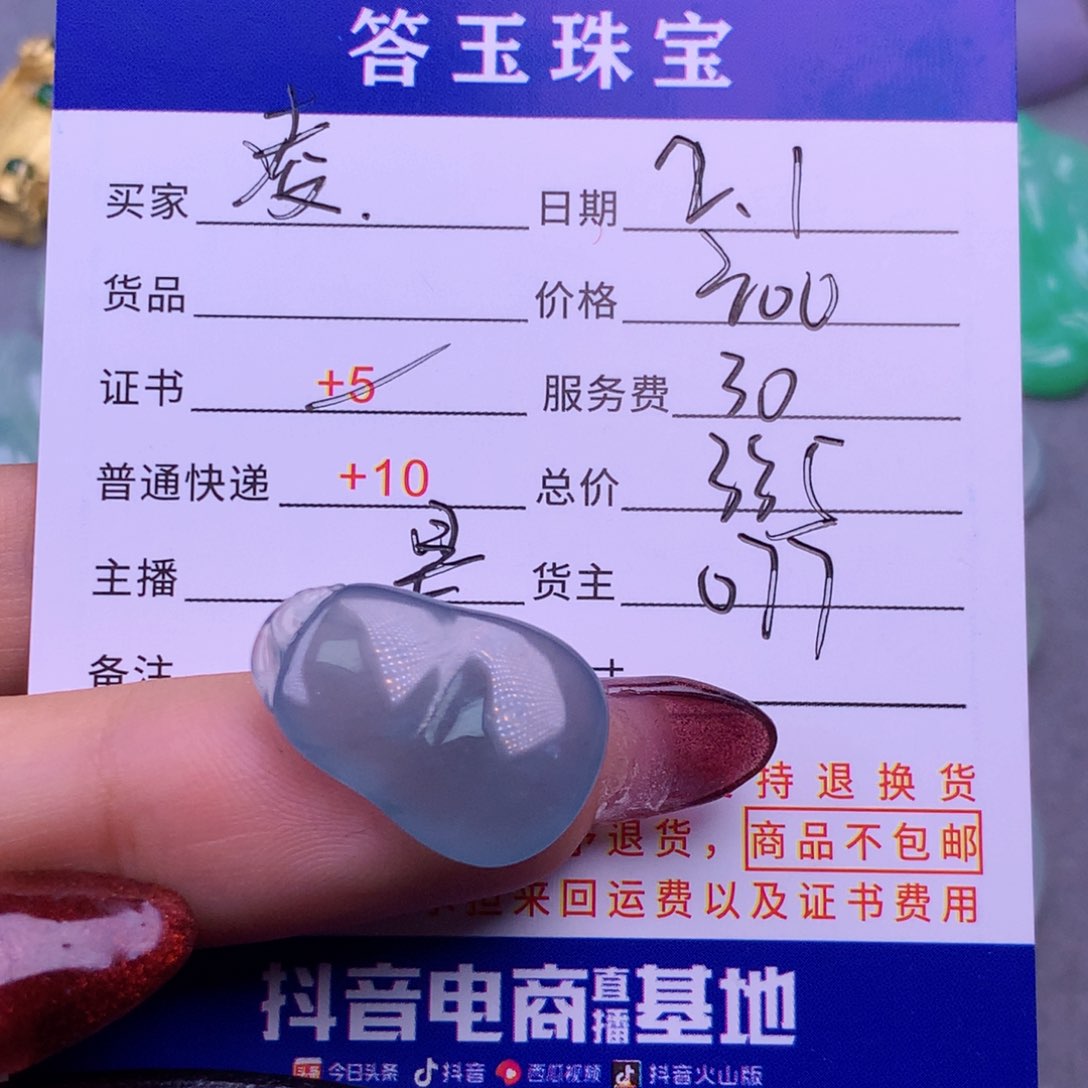 答玉珠宝
买家 日期 2.1
货品 价格 300
证书 +5 服务费 30
普通快递 +10 总价 335
主播 货主 077
备注
持退换货
退货，商品不包邮
来回运费以及证书费用
抖音电商直播基地
今日头条 抖音 西瓜视频 抖音火山版